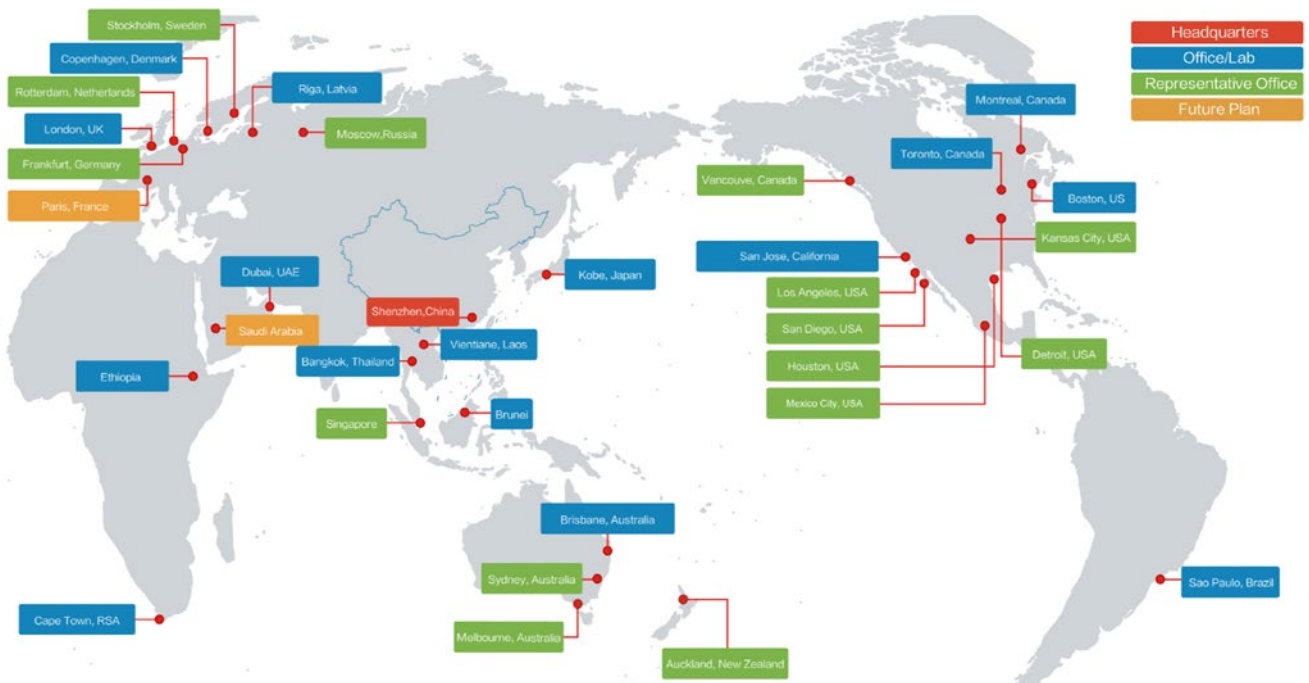 Stockholm, Sweden
Copenhagen, Denmark
Rotterdam, Netherlands
London, UK
Frankfurt, Germany
Paris, France
Riga, Latvia
Moscow,Russia
Dubai, UAE
Saudi Arabia
Ethiopia
Cape Town, RSA
Shenzhen,China
Kobe, Japan
Vientiane, Laos
Bangkok, Thailand
Singapore
Brunei
Brisbane, Australia
Sydney, Australia
Melbourne, Australia
Auckland, New Zealand
Headquarters
Office/Lab
Representative Office
Future Plan
Montreal, Canada
Toronto, Canada
Vancouve, Canada
Boston, US
Kansas City, USA
San Jose, California
Los Angeles, USA
San Diego, USA
Houston, USA
Detroit, USA
Mexico City, USA
Sao Paulo, Brazil